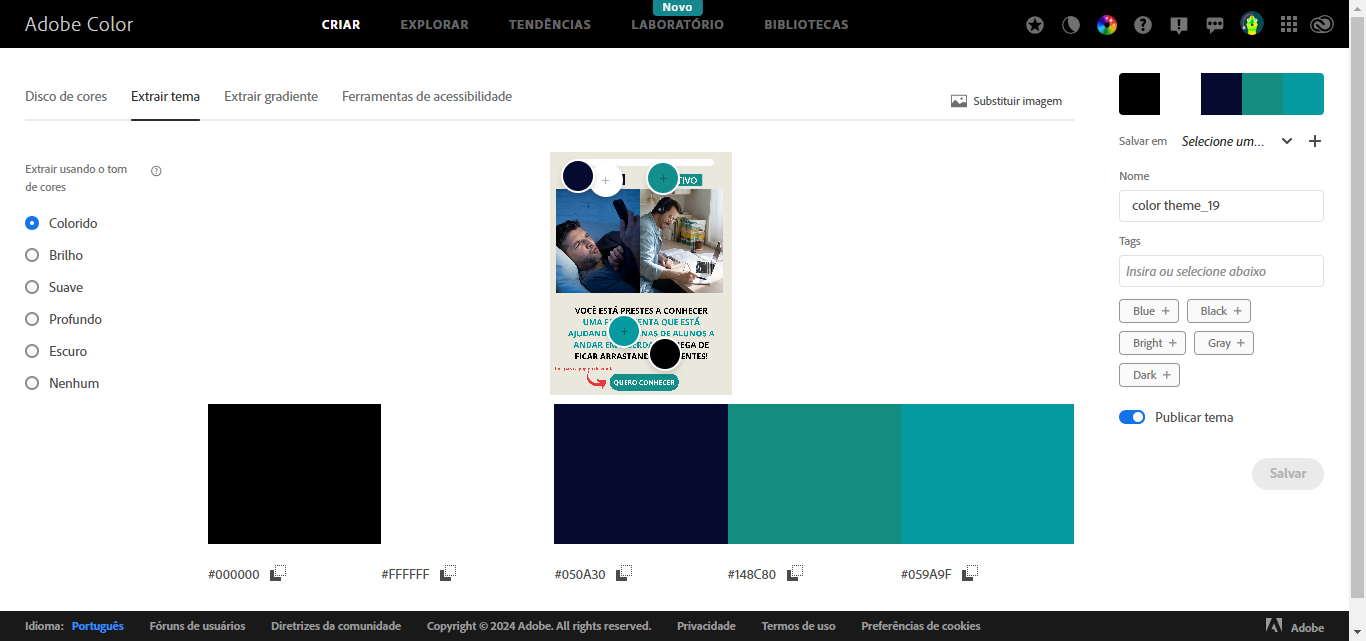 Novo
Adobe Color
CRIAR
EXPLORAR
TENDÊNCIAS
LABORATÓRIO
BIBLIOTECAS
Disco de cores
Extrair tema
Extrair gradiente
Ferramentas de acessibilidade
Substituir imagem
Extrair usando o tom
de cores
Colorido
Brilho
Suave
Profundo
Escuro
Nenhum
TIVO
VOCÊ ESTÁ PRESTES A CONHECER
UMA F ENTA QUE ESTÁ
AJUDAND NAS DE ALUNOS A
ANDAR EM
EGA DE
FICAR ARRASTAND ENTES!
QUERO CONHECER
#000000
#FFFFFF
#050A30
#148C80
#059A9F
Salvar em
Selecione um...
Nome
color theme_19
Tags
Insira ou selecione abaixo
Blue +
Black +
Bright +
Gray +
Dark +
Publicar tema
Salvar
Idioma: Português
Fóruns de usuários
Diretrizes da comunidade
Copyright © 2024 Adobe. All rights reserved.
Privacidade
Termos de uso
Preferências de cookies
Adobe